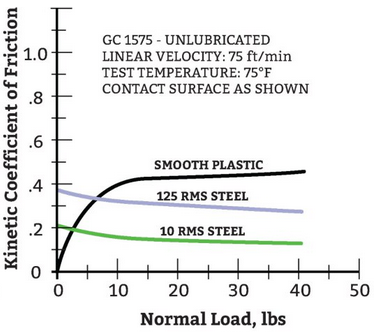 Kinetic Coefficient of Friction
GC 1575 - UNLUBRICATED
LINEAR VELOCITY: 75 ft/min
TEST TEMPERATURE: 75°F
CONTACT SURFACE AS SHOWN
1.0
.8
.6
.4
.2
0
SMOOTH PLASTIC
125 RMS STEEL
10 RMS STEEL
0 10 20 30 40 50
Normal Load, lbs